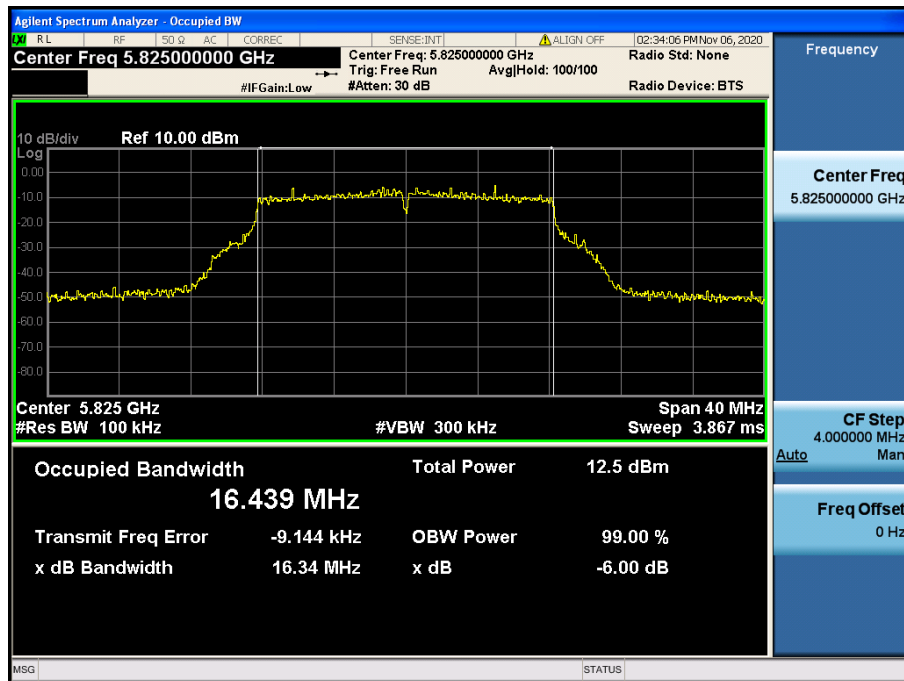 Agilent Spectrum Analyzer - Occupied BW
LXI RL RF 50 Ω AC CORREC SENSE:INT ALIGN OFF 02:34:06 PM Nov 06, 2020
Center Freq 5.825000000 GHz
Center Freq: 5.825000000 GHz
Radio Std: None
Trig: Free Run Avg|Hold: 100/100
#IFGain:Low
#Atten: 30 dB
Radio Device: BTS
10 dB/div Ref 10.00 dBm
Log
0.00
-10.0
-20.0
-30.0
-40.0
-50.0
-60.0
-70.0
-80.0
Center 5.825 GHz Span 40 MHz
#Res BW 100 kHz #VBW 300 kHz Sweep 3.867 ms
Occupied Bandwidth Total Power 12.5 dBm
16.439 MHz
Transmit Freq Error -9.144 kHz OBW Power 99.00 %
x dB Bandwidth 16.34 MHz x dB -6.00 dB
MSG STATUS
Frequency
Center Freq
5.825000000 GHz
CF Step
4.000000 MHz
Auto Man
Freq Offset
0 Hz